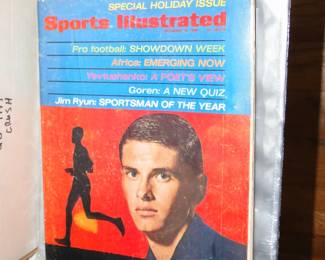 SPECIAL HOLIDAY ISSUE
Sports Illustrated
Pro football: SHOWDOWN WEEK
Africa: EMERGING NOW
Yevtushenko: A POET'S VIEW
Goren: A NEW QUIZ
Jim Ryun: SPORTSMAN OF THE YEAR